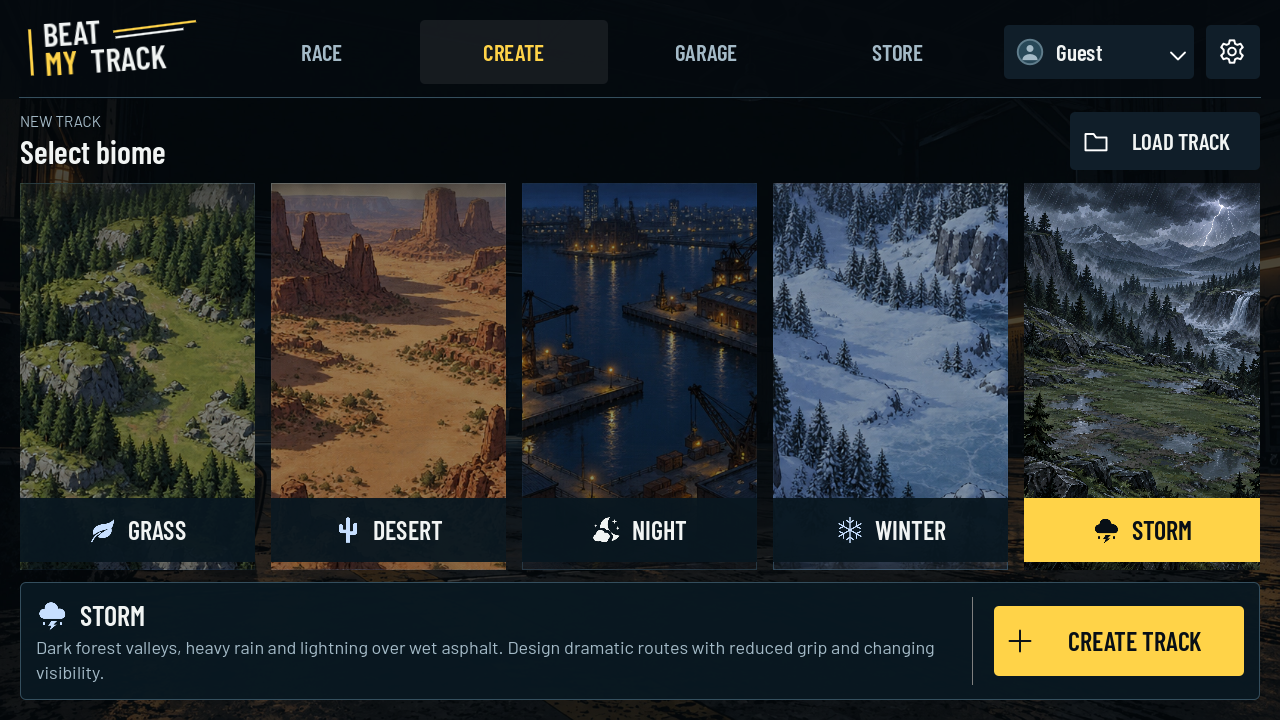 BEAT
MY TRACK
RACE
CREATE
GARAGE
STORE
Guest
NEW TRACK
Select biome
LOAD TRACK
GRASS
DESERT
NIGHT
WINTER
STORM
STORM
Dark forest valleys, heavy rain and lightning over wet asphalt. Design dramatic routes with reduced grip and changing
visibility.
CREATE TRACK